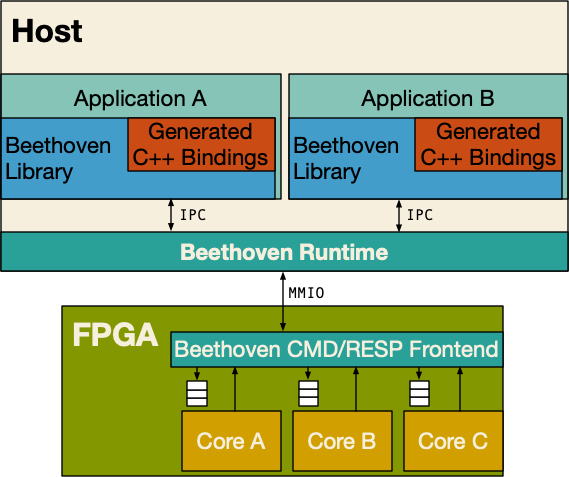 Host
Application A
Beethoven
Library
Generated
C++ Bindings
Application B
Beethoven
Library
Generated
C++ Bindings
IPC
IPC
Beethoven Runtime
MMIO
FPGA
Beethoven CMD/RESP Frontend
Core A
Core B
Core C